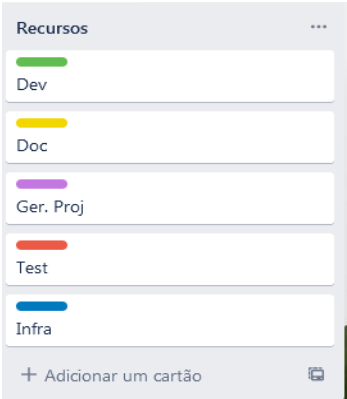 Recursos
Dev
Doc
Ger. Proj
Test
Infra
+ Adicionar um cartão